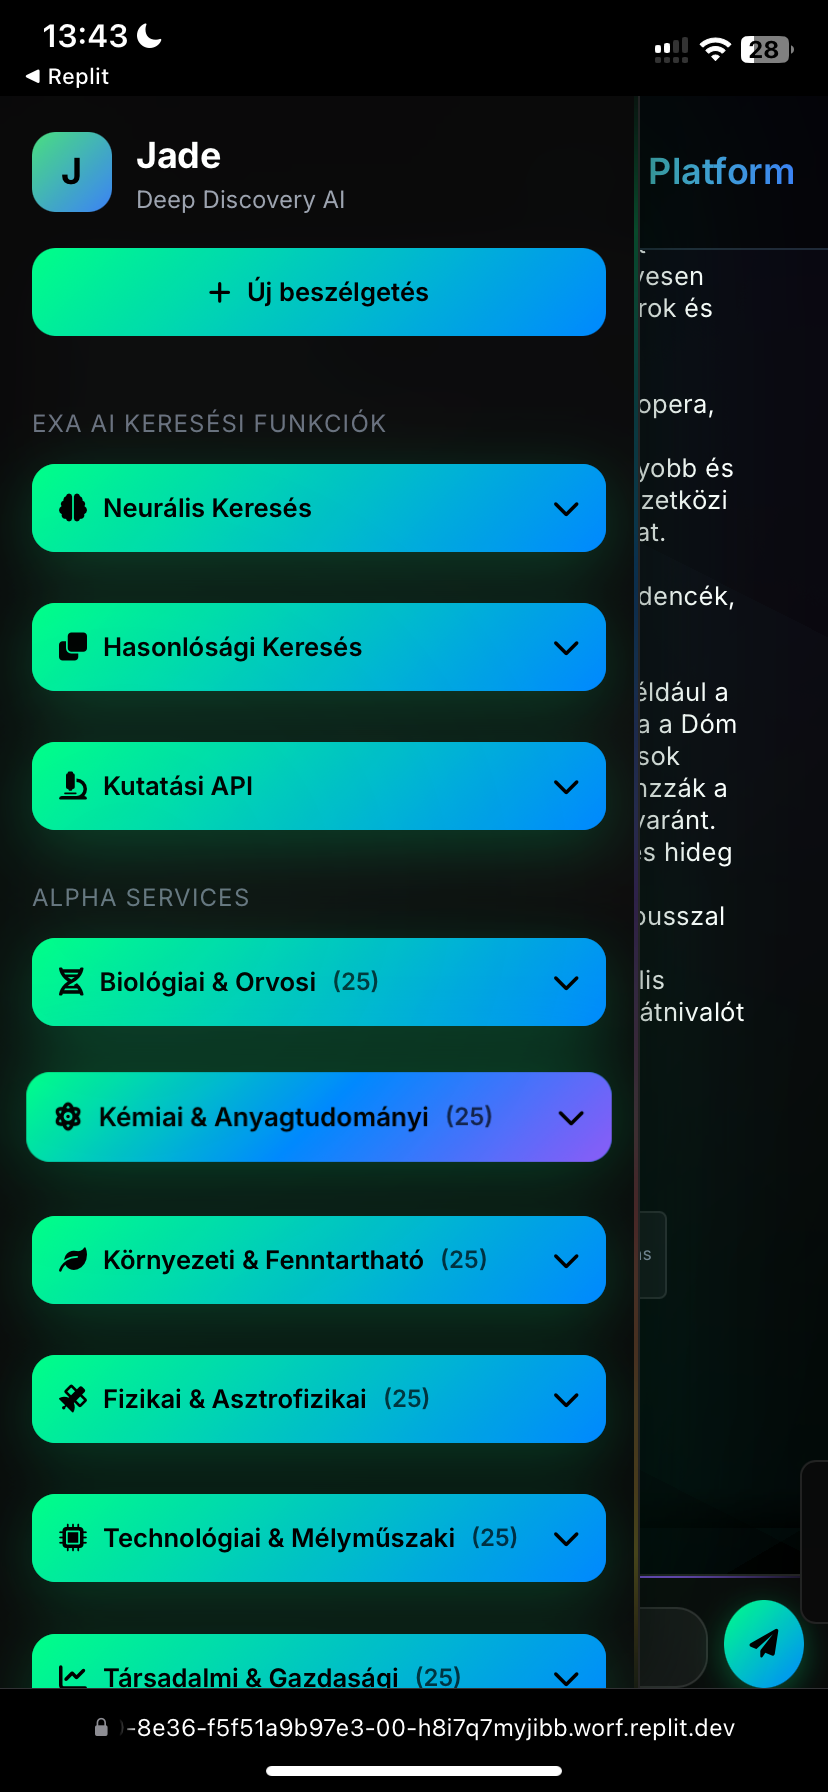 13:43
28
Replit
J
Jade
Deep Discovery AI
Platform
Új beszélgetés
EXA AI KERESÉSI FUNKCIÓK
Neurális Keresés
Hasonlósági Keresés
Kutatási API
ALPHA SERVICES
Biológiai & Orvosi (25)
Kémiai & Anyagtudományi (25)
Környezeti & Fenntartható (25)
Fizikai & Asztrofizikai (25)
Technológiai & Mélyműszaki (25)
Társadalmi & Gazdasági (25)
yesen
rok és
opera,
yobb és
zetközi
at.
dencék,
éldául a
a a Dóm
sok
nzzák a
yaránt.
és hideg
busszal
lis
átnivalót
as
-8e36-f5f51a9b97e3-00-h8i7q7myjibb.worf.replit.dev